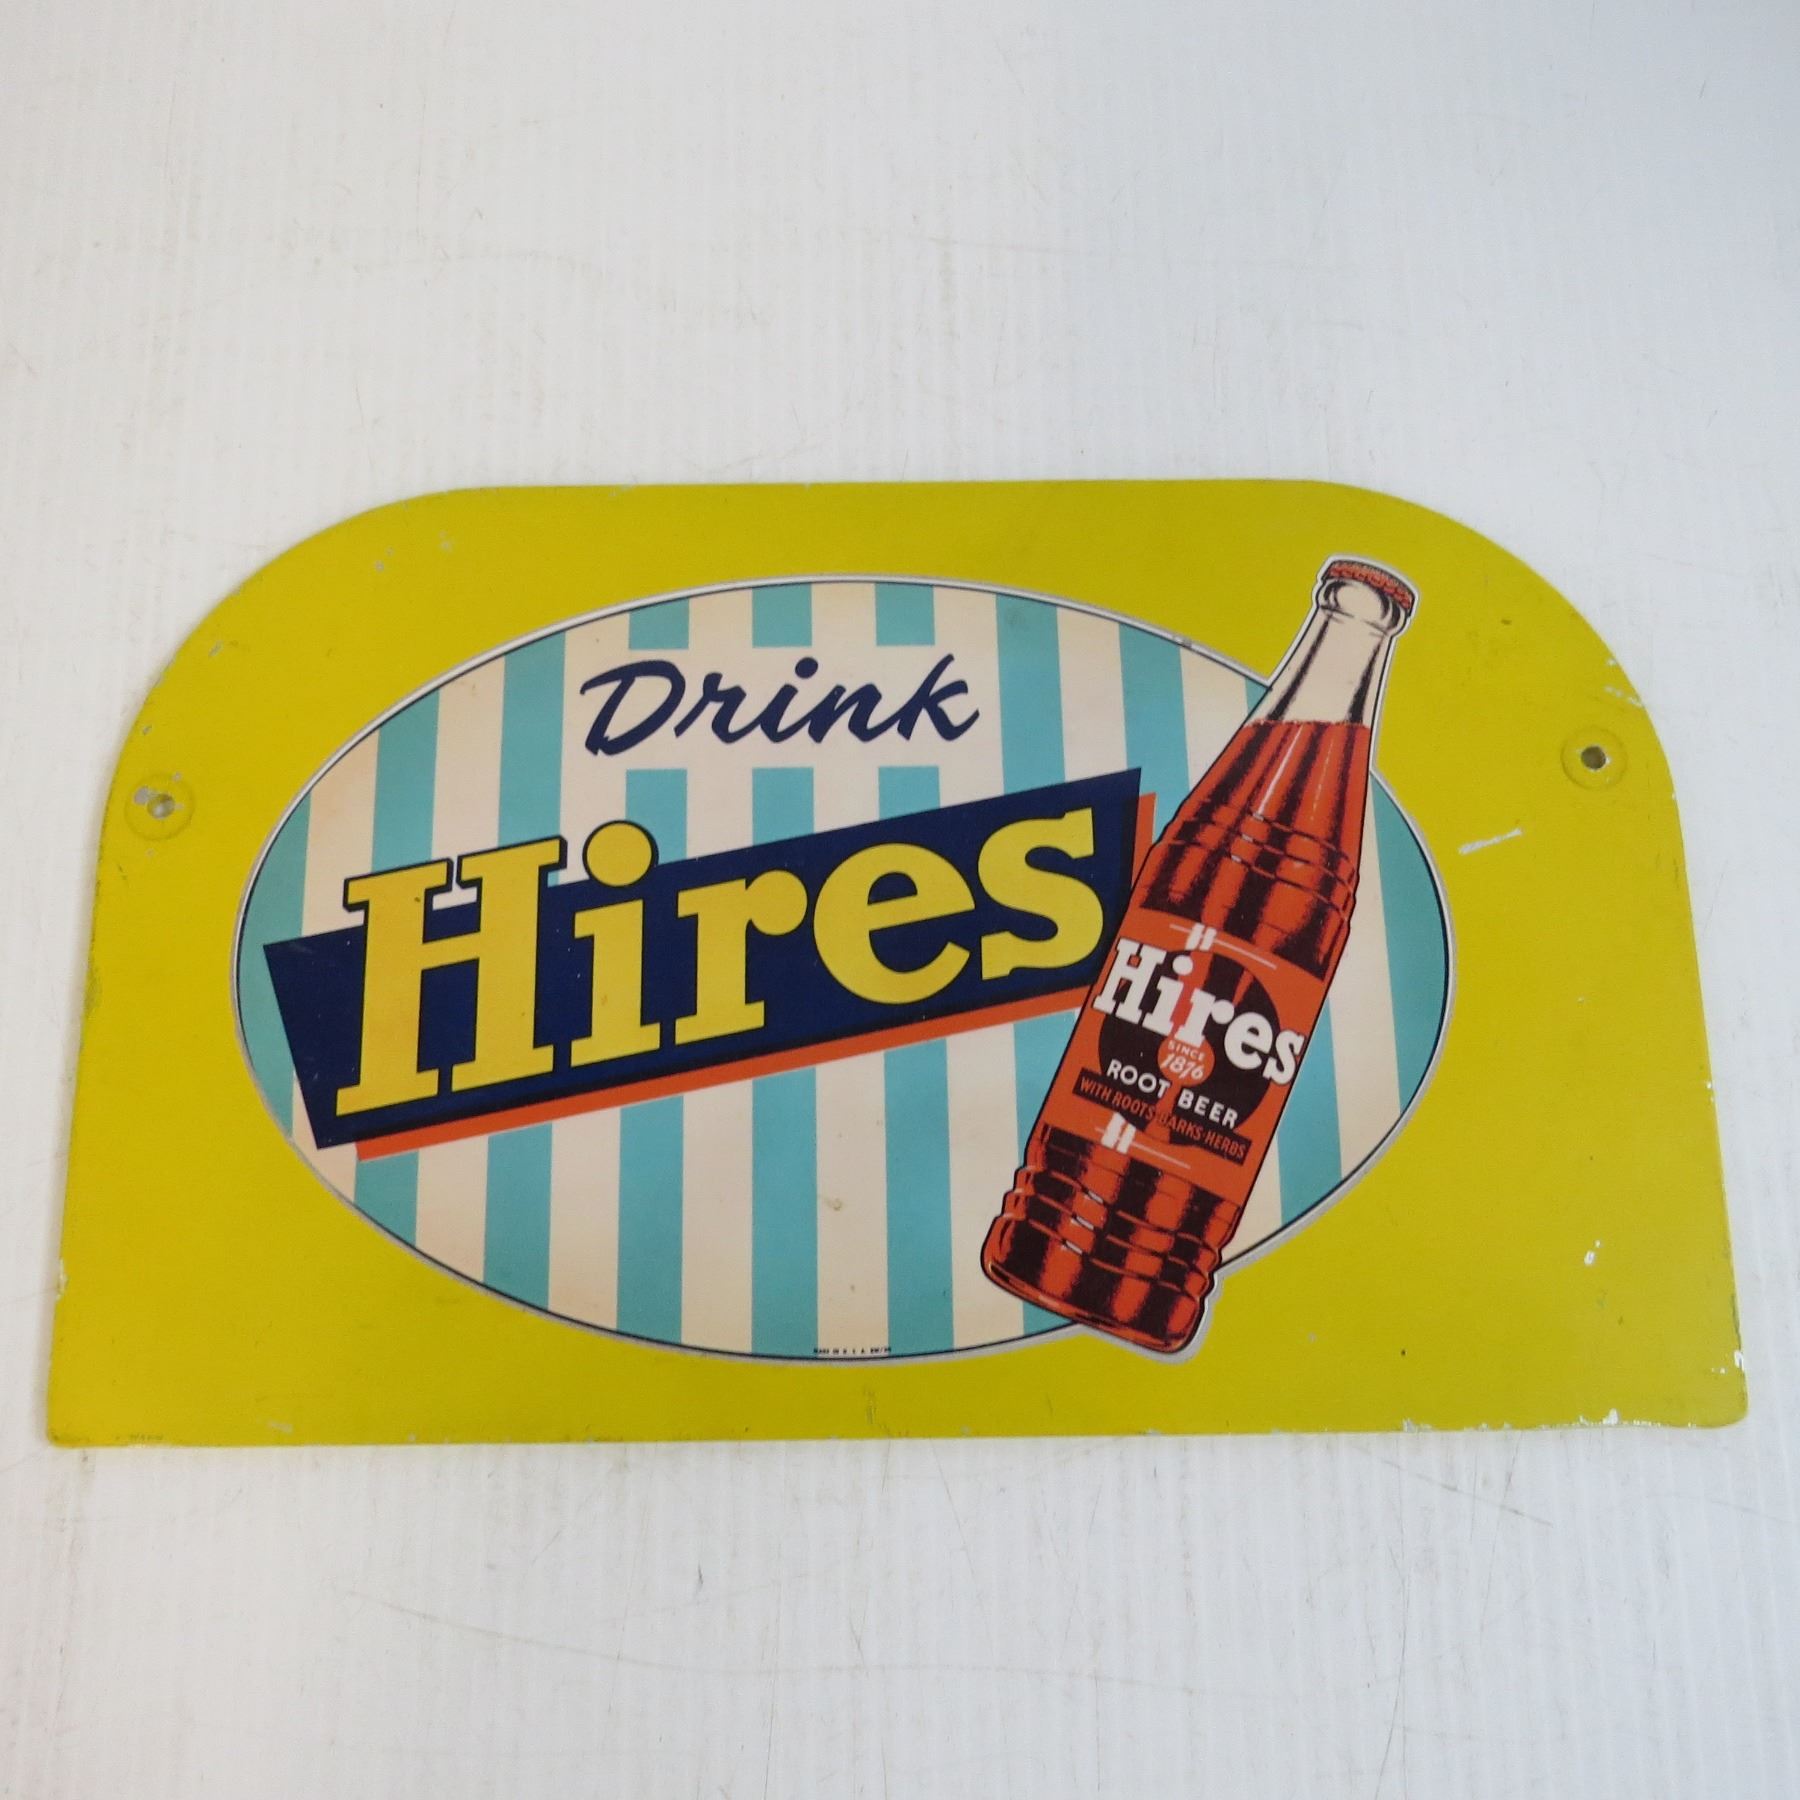 Drink
Hires
Hires
SINCE
1876
ROOT BEER
WITH ROOTS·BARKS·HERBS